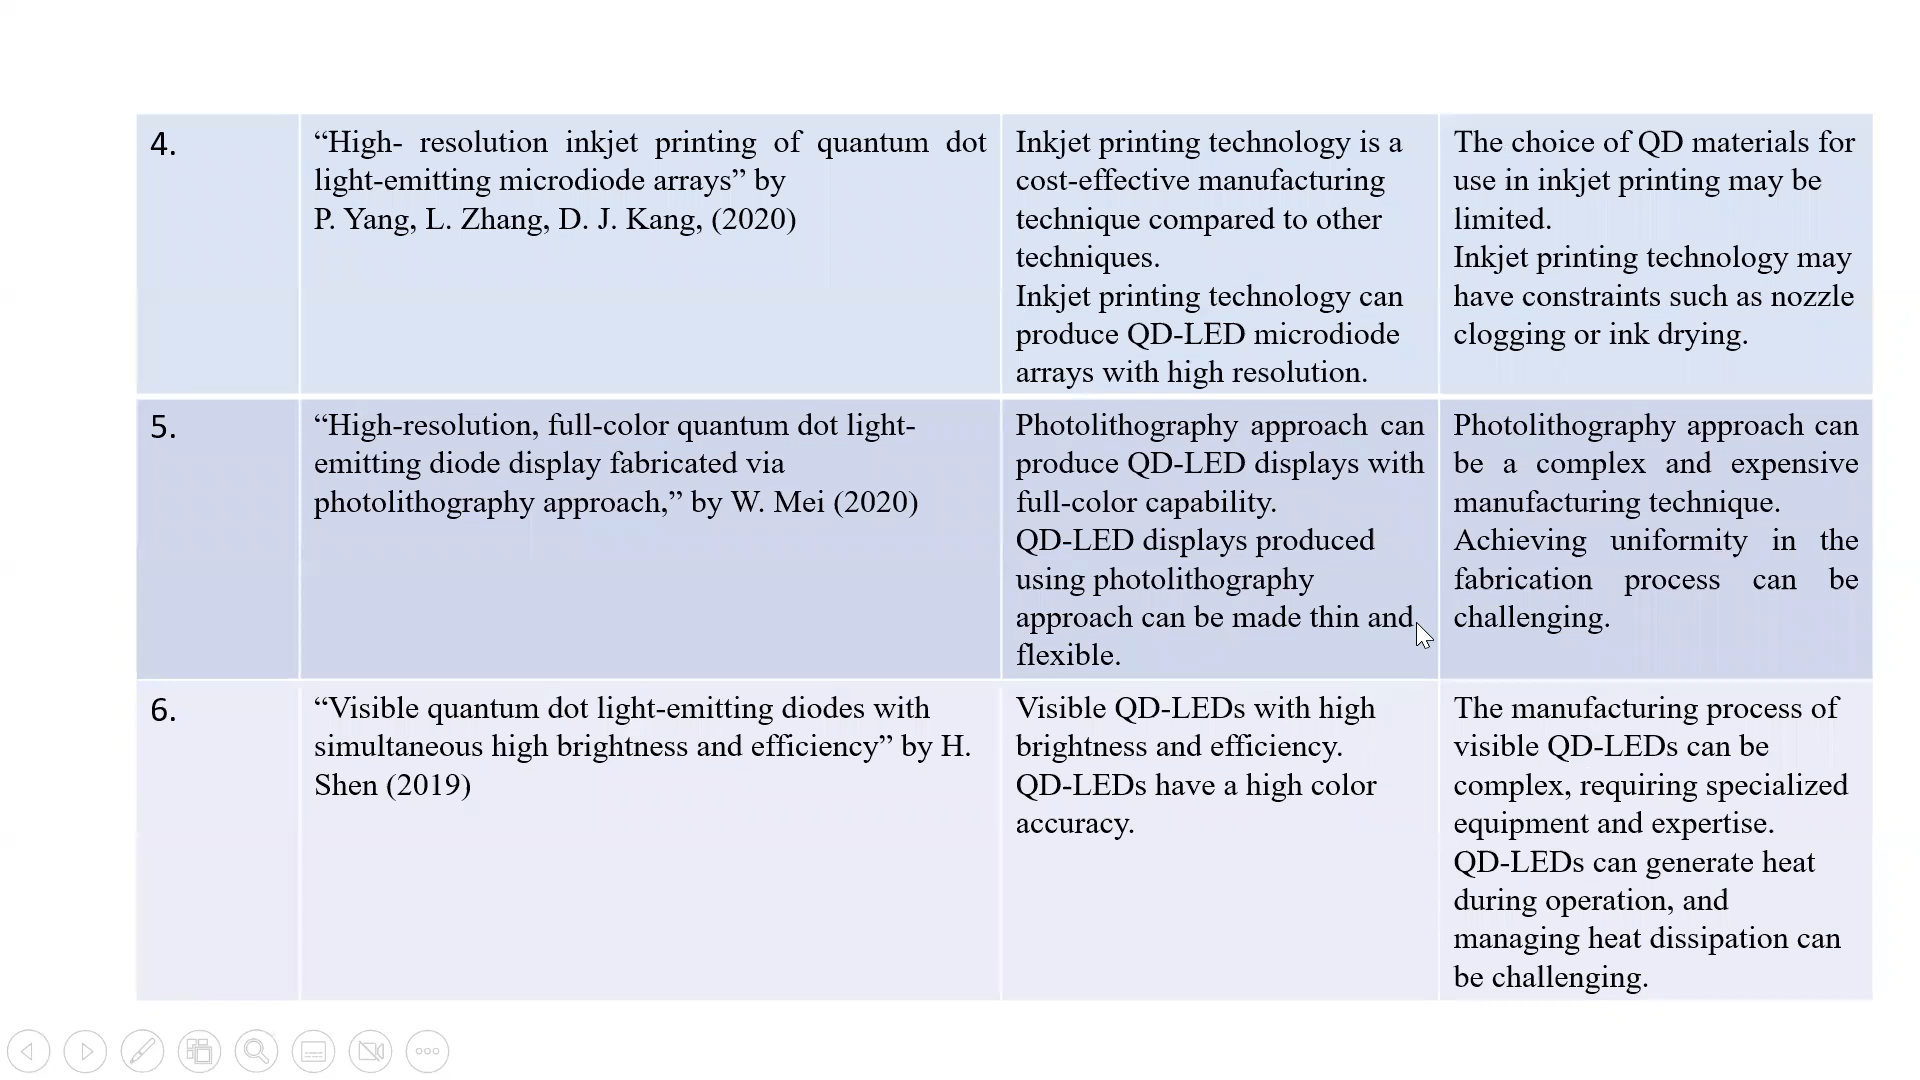 4.
“High- resolution inkjet printing of quantum dot
light-emitting microdiode arrays” by
P. Yang, L. Zhang, D. J. Kang, (2020)
Inkjet printing technology is a
cost-effective manufacturing
technique compared to other
techniques.
Inkjet printing technology can
produce QD-LED microdiode
arrays with high resolution.
The choice of QD materials for
use in inkjet printing may be
limited.
Inkjet printing technology may
have constraints such as nozzle
clogging or ink drying.
5.
“High-resolution, full-color quantum dot light-
emitting diode display fabricated via
photolithography approach,” by W. Mei (2020)
Photolithography approach can
produce QD-LED displays with
full-color capability.
QD-LED displays produced
using photolithography
approach can be made thin and
flexible.
Photolithography approach can
be a complex and expensive
manufacturing technique.
Achieving uniformity in the
fabrication process can be
challenging.
6.
“Visible quantum dot light-emitting diodes with
simultaneous high brightness and efficiency” by H.
Shen (2019)
Visible QD-LEDs with high
brightness and efficiency.
QD-LEDs have a high color
accuracy.
The manufacturing process of
visible QD-LEDs can be
complex, requiring specialized
equipment and expertise.
QD-LEDs can generate heat
during operation, and
managing heat dissipation can
be challenging.